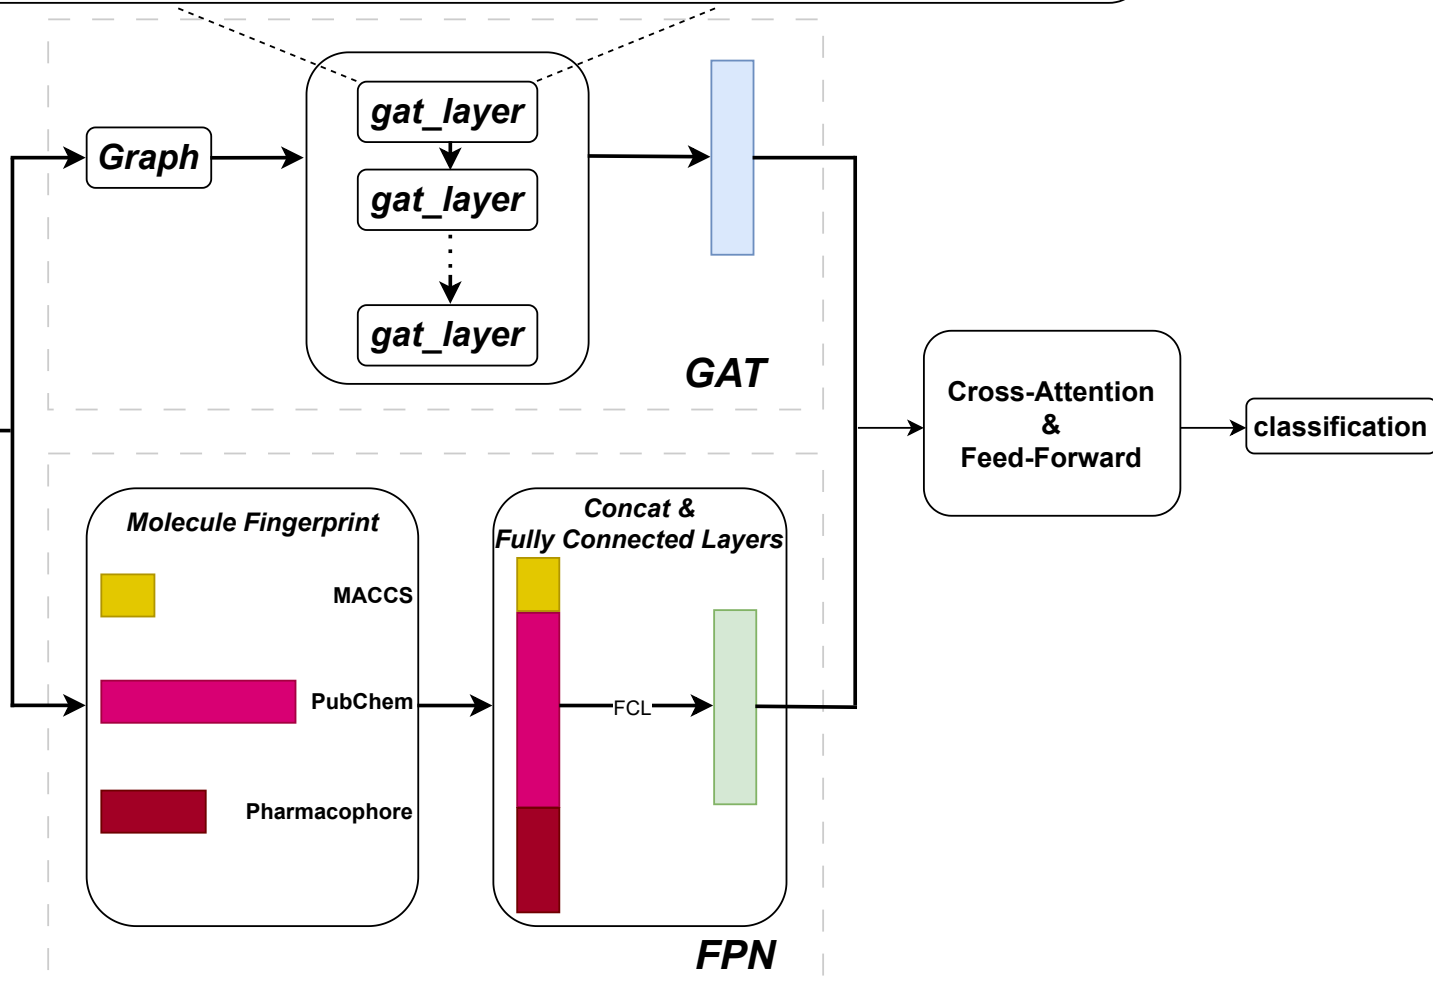 gat_layer
Graph
gat_layer
gat_layer
GAT
Cross-Attention
&
Feed-Forward
classification
Molecule Fingerprint
MACCS
PubChem
Pharmacophore
Concat &
Fully Connected Layers
FCL
FPN